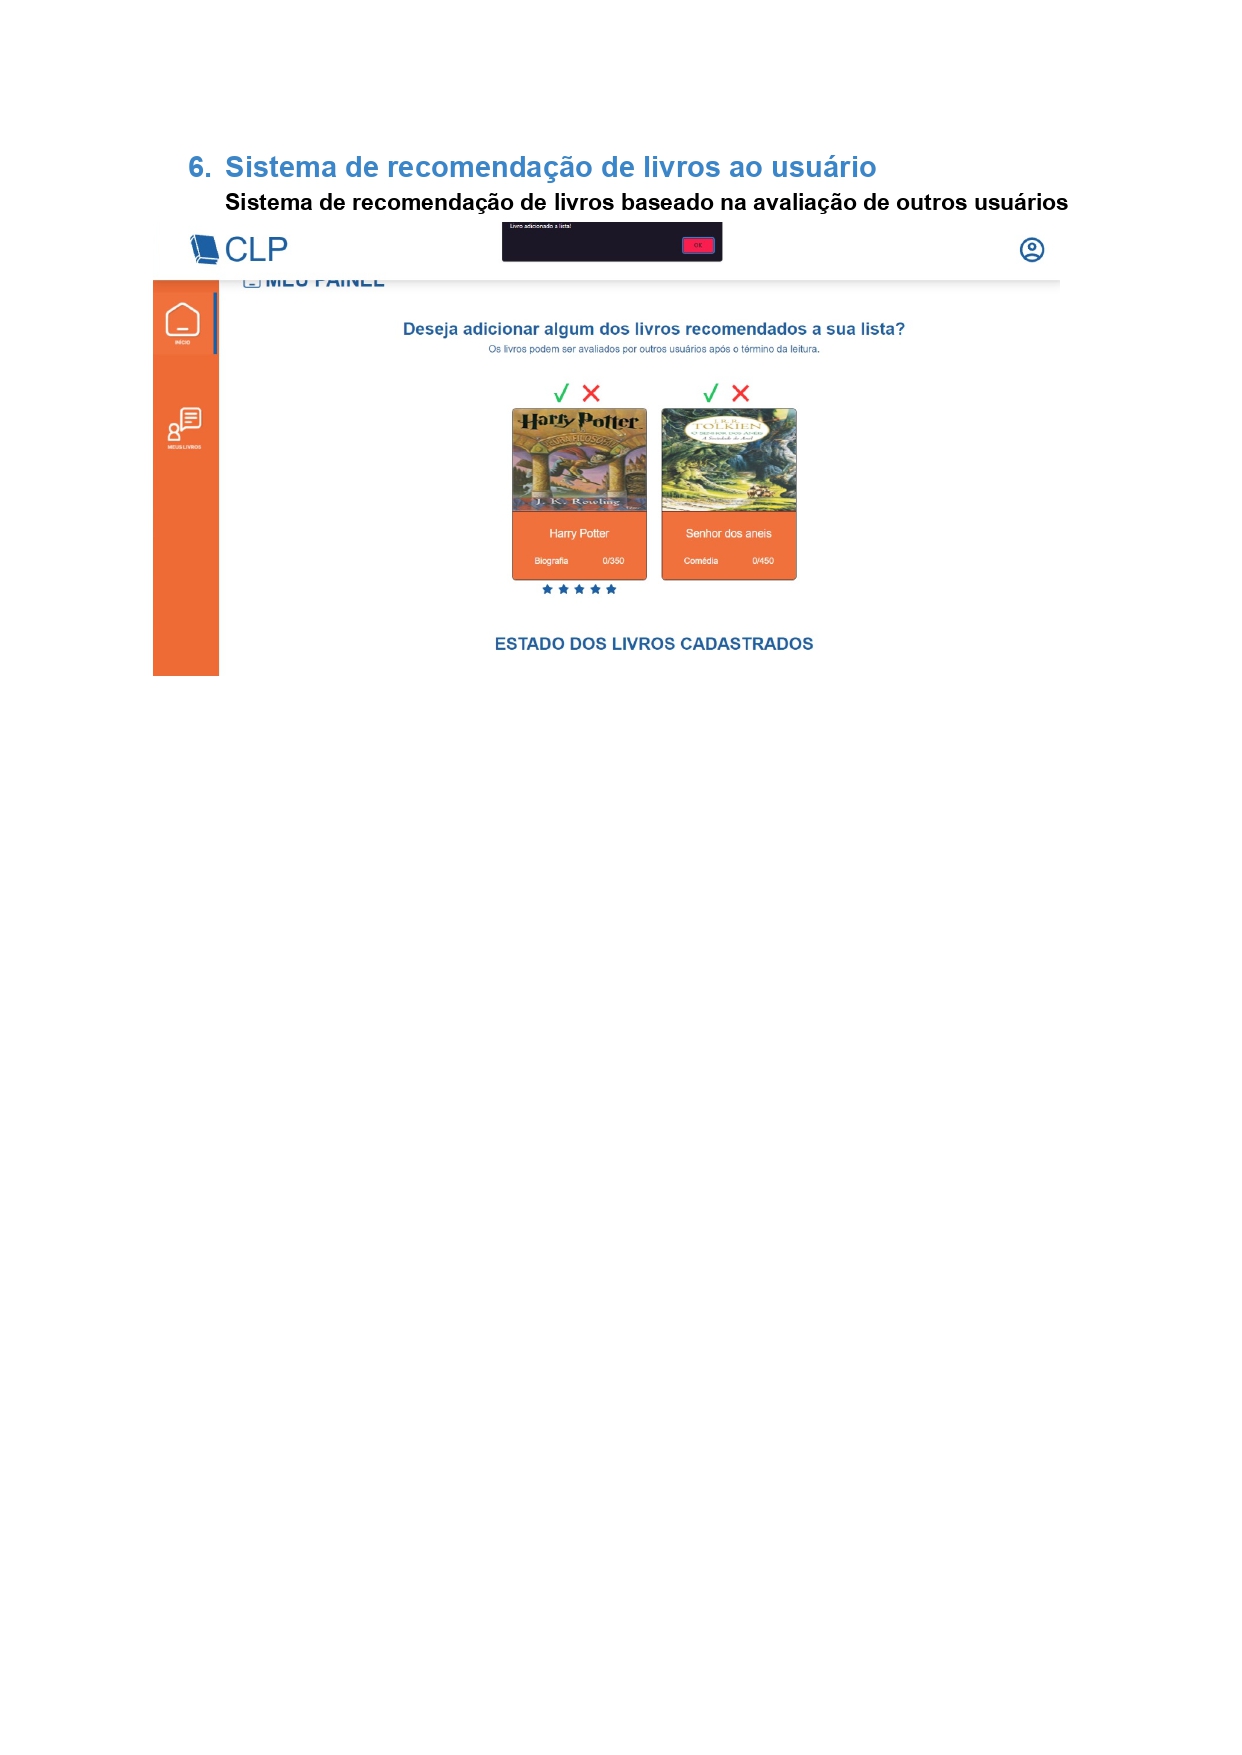 6. Sistema de recomendação de livros ao usuário
Sistema de recomendação de livros baseado na avaliação de outros usuários
Livro adicionado a lista!
OK
CLP
MEU PAINEL
INÍCIO
MEUS LIVROS
Deseja adicionar algum dos livros recomendados a sua lista?
Os livros podem ser avaliados por outros usuários após o término da leitura.
Harry Potter
J. K. Rowling
J.R.R.
TOLKIEN
O SENHOR DOS ANEIS
A Sociedade do Anel
Harry Potter
Biografia 0/350
Senhor dos aneis
Comédia 0/450
ESTADO DOS LIVROS CADASTRADOS